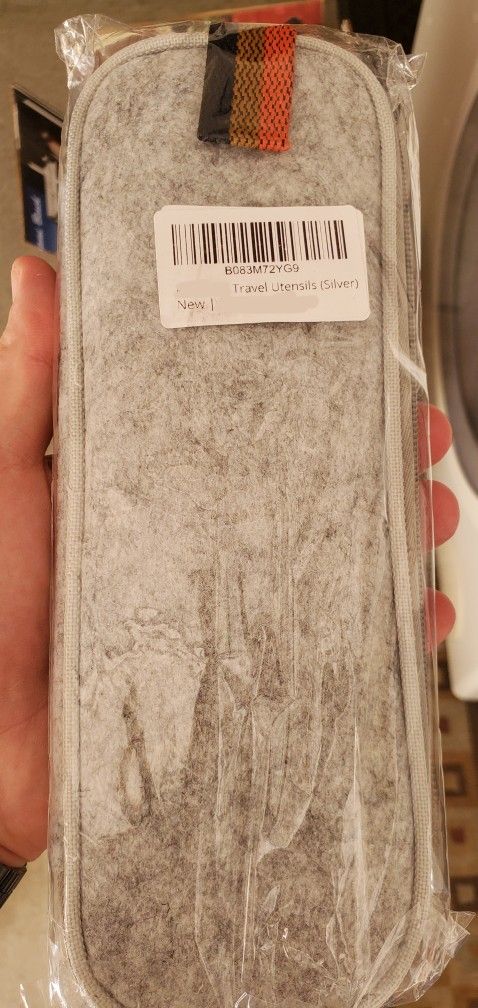 B083M72YG9
Travel Utensils (Silver)
New |